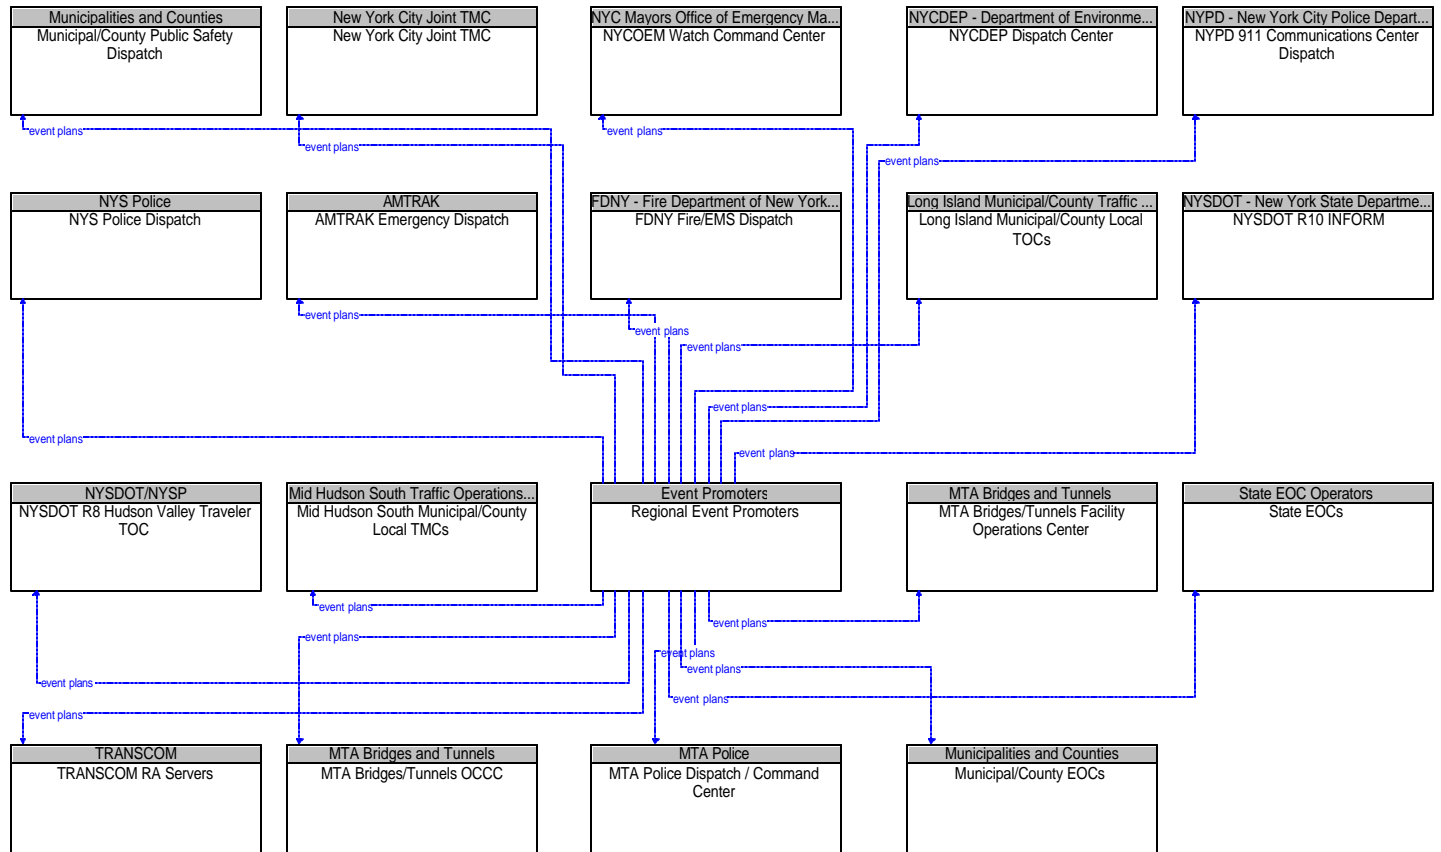 Municipalities and Counties
Municipal/County Public Safety
Dispatch
New York City Joint TMC
New York City Joint TMC
NYC Mayors Office of Emergency Ma...
NYCOEM Watch Command Center
NYCDEP - Department of Environme...
NYCDEP Dispatch Center
NYPD - New York City Police Depart...
NYPD 911 Communications Center
Dispatch
event plans
event plans
event plans
event plans
NYS Police
NYS Police Dispatch
AMTRAK
AMTRAK Emergency Dispatch
FDNY - Fire Department of New York...
FDNY Fire/EMS Dispatch
Long Island Municipal/County Traffic ...
Long Island Municipal/County Local
TOCs
NYSDOT - New York State Departme...
NYSDOT R10 INFORM
event plans
event plans
event plans
event plans
event plans
event plans
NYSDOT/NYSP
NYSDOT R8 Hudson Valley Traveler
TOC
Mid Hudson South Traffic Operations...
Mid Hudson South Municipal/County
Local TMCs
Event Promoters
Regional Event Promoters
MTA Bridges and Tunnels
MTA Bridges/Tunnels Facility
Operations Center
State EOC Operators
State EOCs
event plans
event plans
event plans
event plans
event plans
event plans
event plans
event plans
TRANSCOM
TRANSCOM RA Servers
MTA Bridges and Tunnels
MTA Bridges/Tunnels OCCC
MTA Police
MTA Police Dispatch / Command
Center
Municipalities and Counties
Municipal/County EOCs